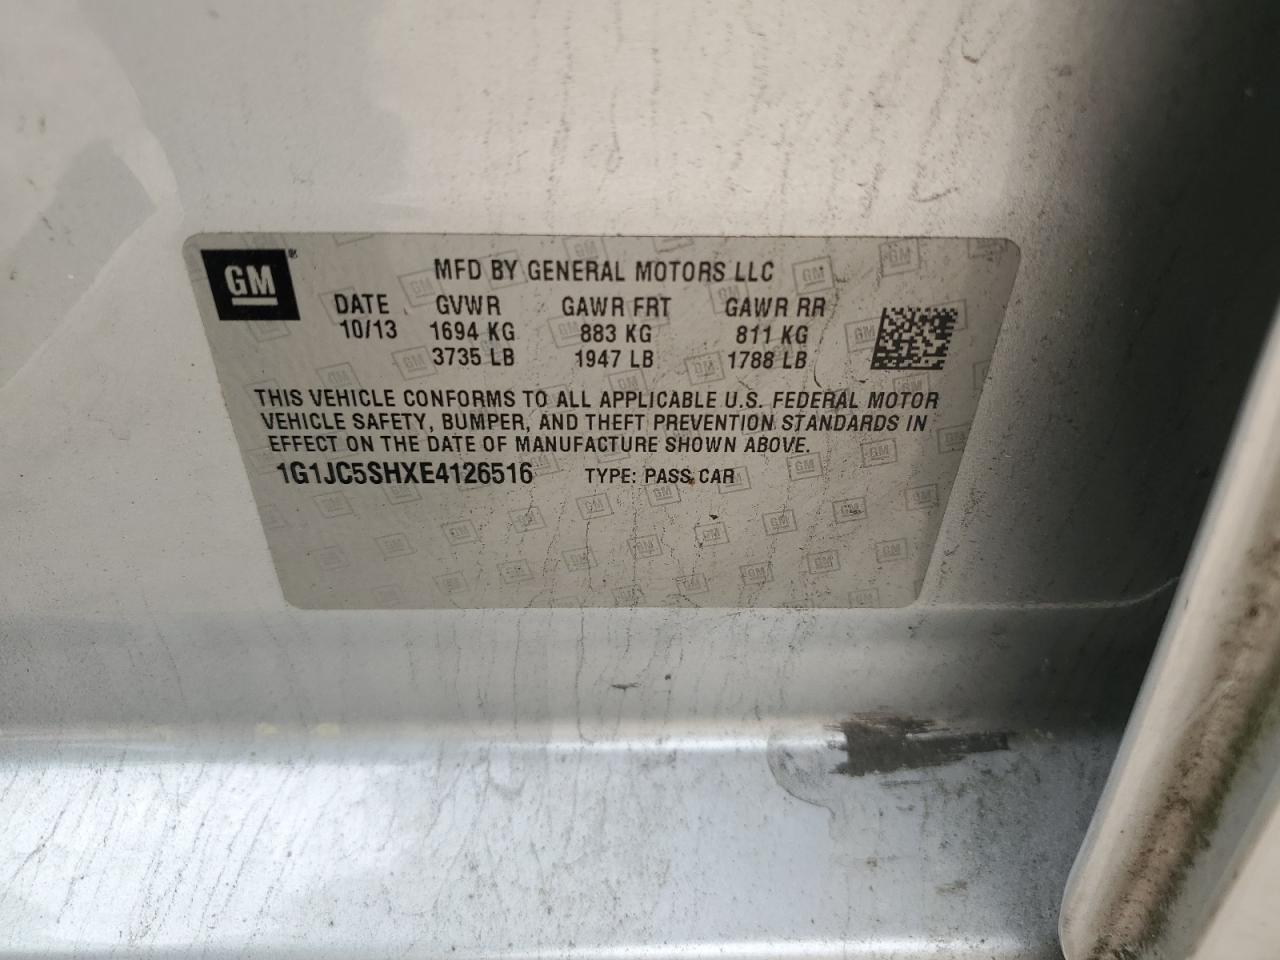 GM ®
MFD BY GENERAL MOTORS LLC
DATE GVWR GAWR FRT GAWR RR
10/13 1694 KG 883 KG 811 KG
3735 LB 1947 LB 1788 LB
THIS VEHICLE CONFORMS TO ALL APPLICABLE U.S. FEDERAL MOTOR
VEHICLE SAFETY, BUMPER, AND THEFT PREVENTION STANDARDS IN
EFFECT ON THE DATE OF MANUFACTURE SHOWN ABOVE.
1G1JC5SHXE4126516 TYPE: PASS CAR